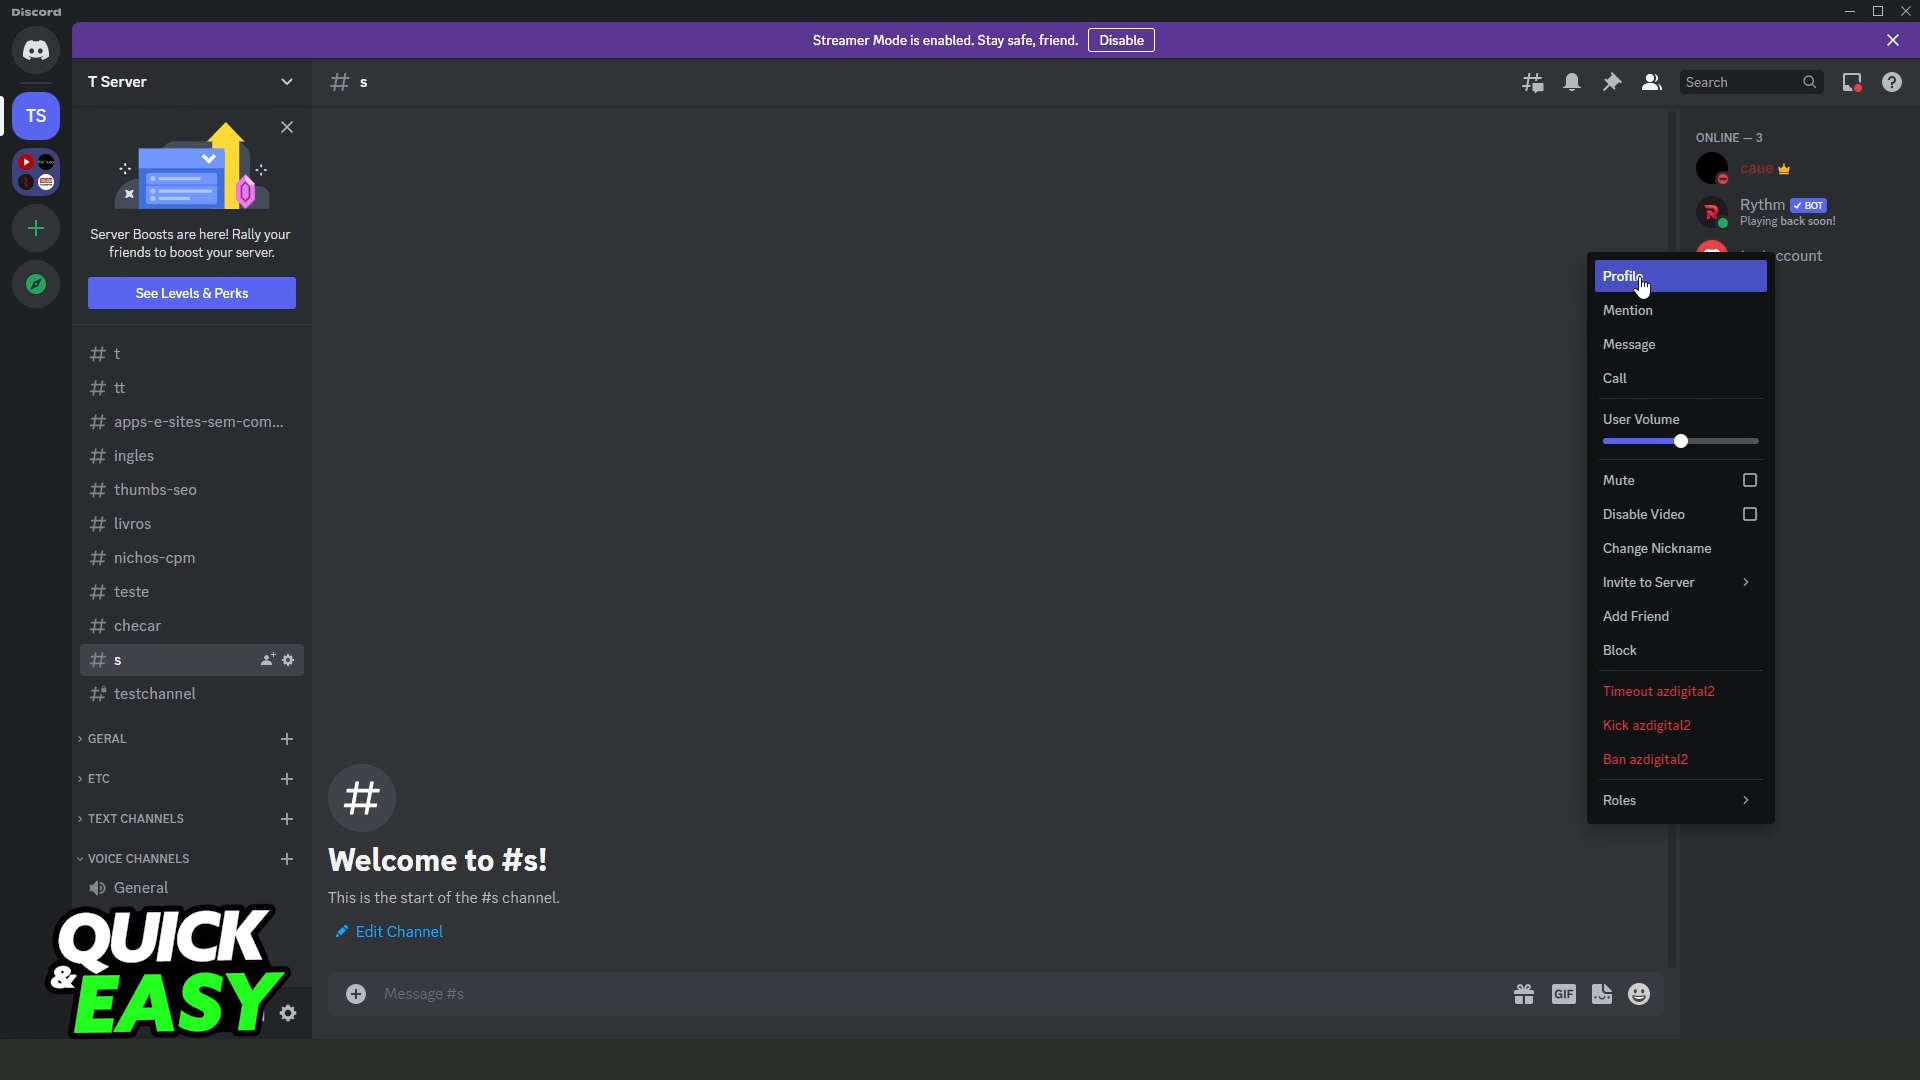 Discord
Streamer Mode is enabled. Stay safe, friend.
Disable
TS
T Server
s
Search
Server Boosts are here! Rally your
friends to boost your server.
See Levels & Perks
t
tt
apps-e-sites-sem-com...
ingles
thumbs-seo
livros
nichos-cpm
teste
checar
s
testchannel
GERAL
ETC
TEXT CHANNELS
VOICE CHANNELS
General
QUICK
& EASY
Welcome to #s!
This is the start of the #s channel.
Edit Channel
Message #s
GIF
ONLINE — 3
caue
Rythm BOT
Playing back soon!
ccount
Profile
Mention
Message
Call
User Volume
Mute
Disable Video
Change Nickname
Invite to Server
Add Friend
Block
Timeout azdigital2
Kick azdigital2
Ban azdigital2
Roles